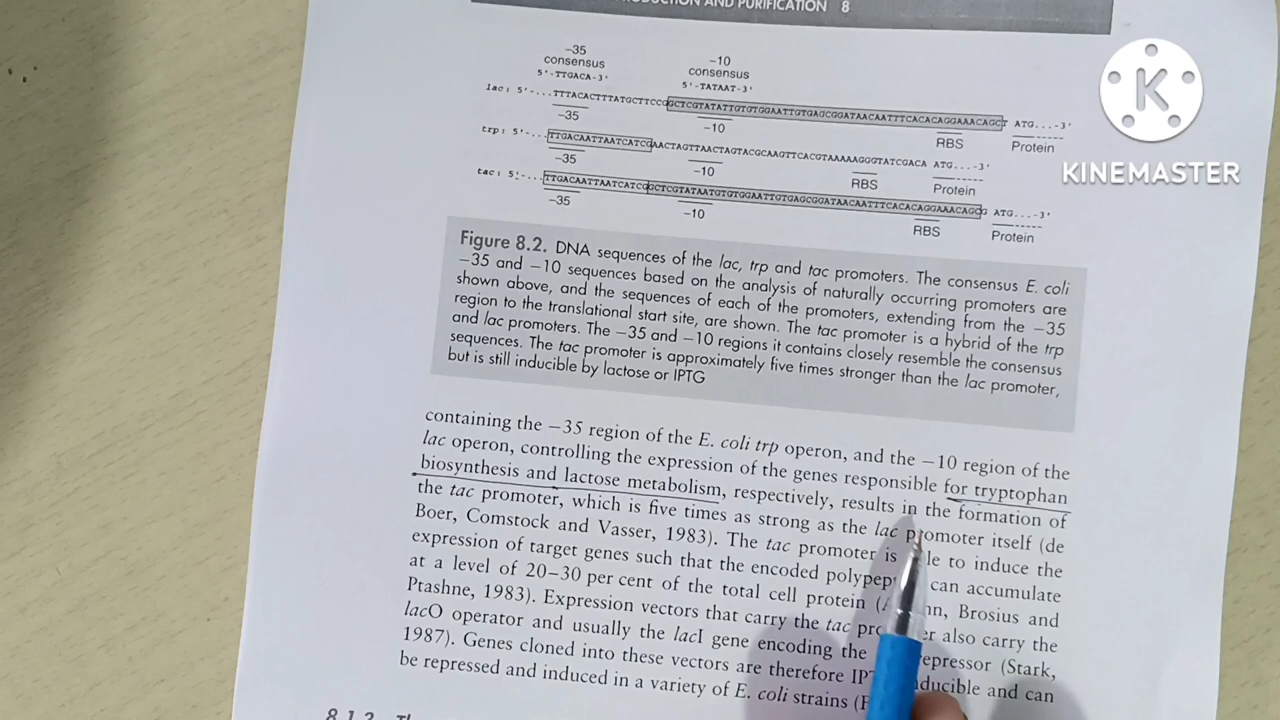 RODUCTION AND PURIFICATION 8
-35 -10
consensus consensus
5'-TTGACA-3' 5'-TATAAT-3'
lac: 5'-...TTTACACTTTATGCTTCCGGCTCGTATATTGTGTGGAATTGTGAGCGGATAACAATTTCACACAGGAAACAGCT ATG...-3'
-35 -10 RBS Protein
trp: 5'-...TTGACAATTAATCATCGAACTAGTTAACTAGTACGCAAGTTCACGTAAAAAGGGTATCGACA ATG...-3'
-35 -10 RBS Protein
tac: 5'-...TTGACAATTAATCATCGGCTCGTATAATGTGTGGAATTGTGAGCGGATAACAATTTCACACAGGAAACAGCG ATG...-3'
-35 -10 RBS Protein
Figure 8.2. DNA sequences of the lac, trp and tac promoters. The consensus E. coli
-35 and -10 sequences based on the analysis of naturally occurring promoters are
shown above, and the sequences of each of the promoters, extending from the -35
region to the translational start site, are shown. The tac promoter is a hybrid of the trp
and lac promoters. The -35 and -10 regions it contains closely resemble the consensus
sequences. The tac promoter is approximately five times stronger than the lac promoter,
but is still inducible by lactose or IPTG
containing the -35 region of the E. coli trp operon, and the -10 region of the
lac operon, controlling the expression of the genes responsible for tryptophan
biosynthesis and lactose metabolism, respectively, results in the formation of
the tac promoter, which is five times as strong as the lac promoter itself (de
Boer, Comstock and Vasser, 1983). The tac promoter is le to induce the
expression of target genes such that the encoded polypep can accumulate
at a level of 20–30 per cent of the total cell protein (A nn, Brosius and
Ptashne, 1983). Expression vectors that carry the tac pro er also carry the
lacO operator and usually the lacI gene encoding the epressor (Stark,
1987). Genes cloned into these vectors are therefore IP ducible and can
be repressed and induced in a variety of E. coli strains (
8.1.2
K
KINEMASTER